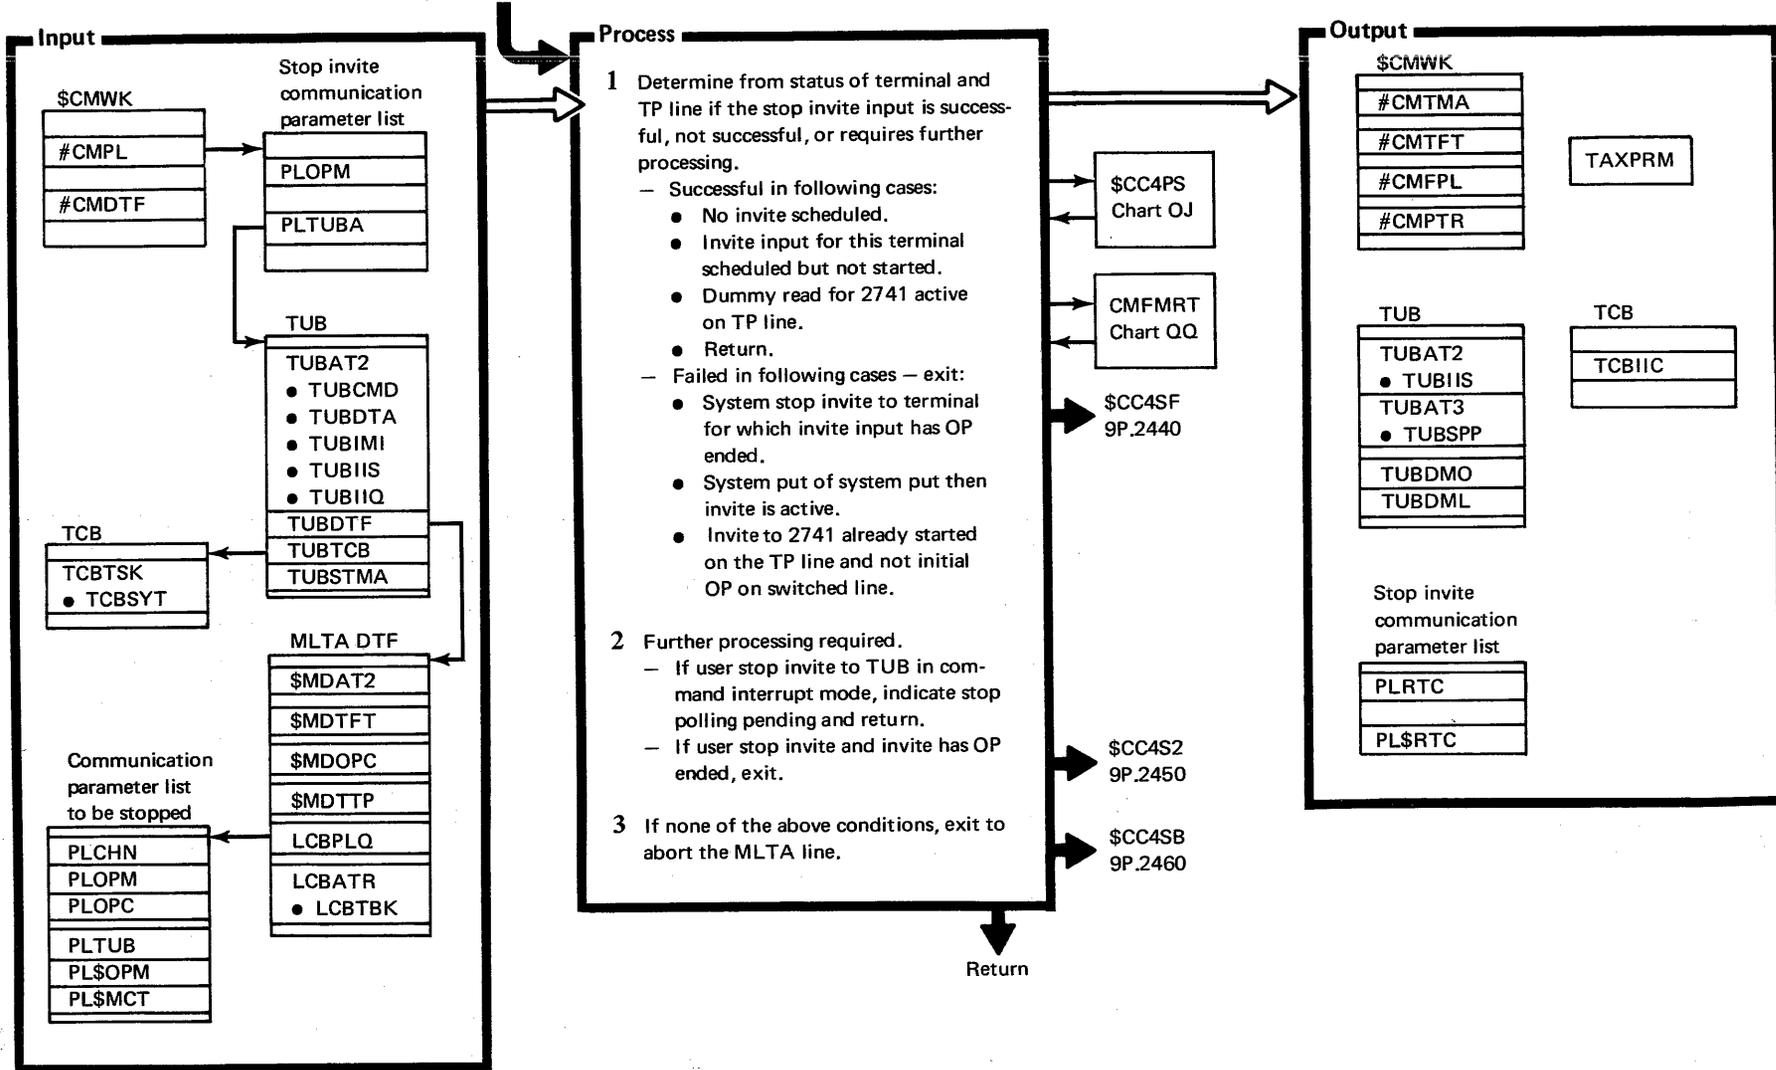 Input
$CMWK
#CMPL
#CMDTF
Stop invite
communication
parameter list
PLOPM
PLTUBA
TUB
TUBAT2
● TUBCMD
● TUBDTA
● TUBIMI
● TUBIIS
● TUBIIQ
TUBDTF
TUBTCB
TUBSTMA
TCB
TCBTSK
● TCBSYT
MLTA DTF
$MDAT2
$MDTFT
$MDOPC
$MDTTP
LCBPLQ
LCBATR
● LCBTBK
Communication
parameter list
to be stopped
PLCHN
PLOPM
PLOPC
PLTUB
PL$OPM
PL$MCT
Process
1 Determine from status of terminal and
TP line if the stop invite input is success-
ful, not successful, or requires further
processing.
— Successful in following cases:
● No invite scheduled.
● Invite input for this terminal
scheduled but not started.
● Dummy read for 2741 active
on TP line.
● Return.
— Failed in following cases — exit:
● System stop invite to terminal
for which invite input has OP
ended.
● System put of system put then
invite is active.
● Invite to 2741 already started
on the TP line and not initial
OP on switched line.
2 Further processing required.
— If user stop invite to TUB in com-
mand interrupt mode, indicate stop
polling pending and return.
— If user stop invite and invite has OP
ended, exit.
3 If none of the above conditions, exit to
abort the MLTA line.
$CC4PS
Chart OJ
CMFMRT
Chart QQ
$CC4SF
9P.2440
$CC4S2
9P.2450
$CC4SB
9P.2460
Return
Output
$CMWK
#CMTMA
#CMTFT
#CMFPL
#CMPTR
TAXPRM
TUB
TUBAT2
● TUBIIS
TUBAT3
● TUBSPP
TUBDMO
TUBDML
TCB
TCBIIC
Stop invite
communication
parameter list
PLRTC
PL$RTC